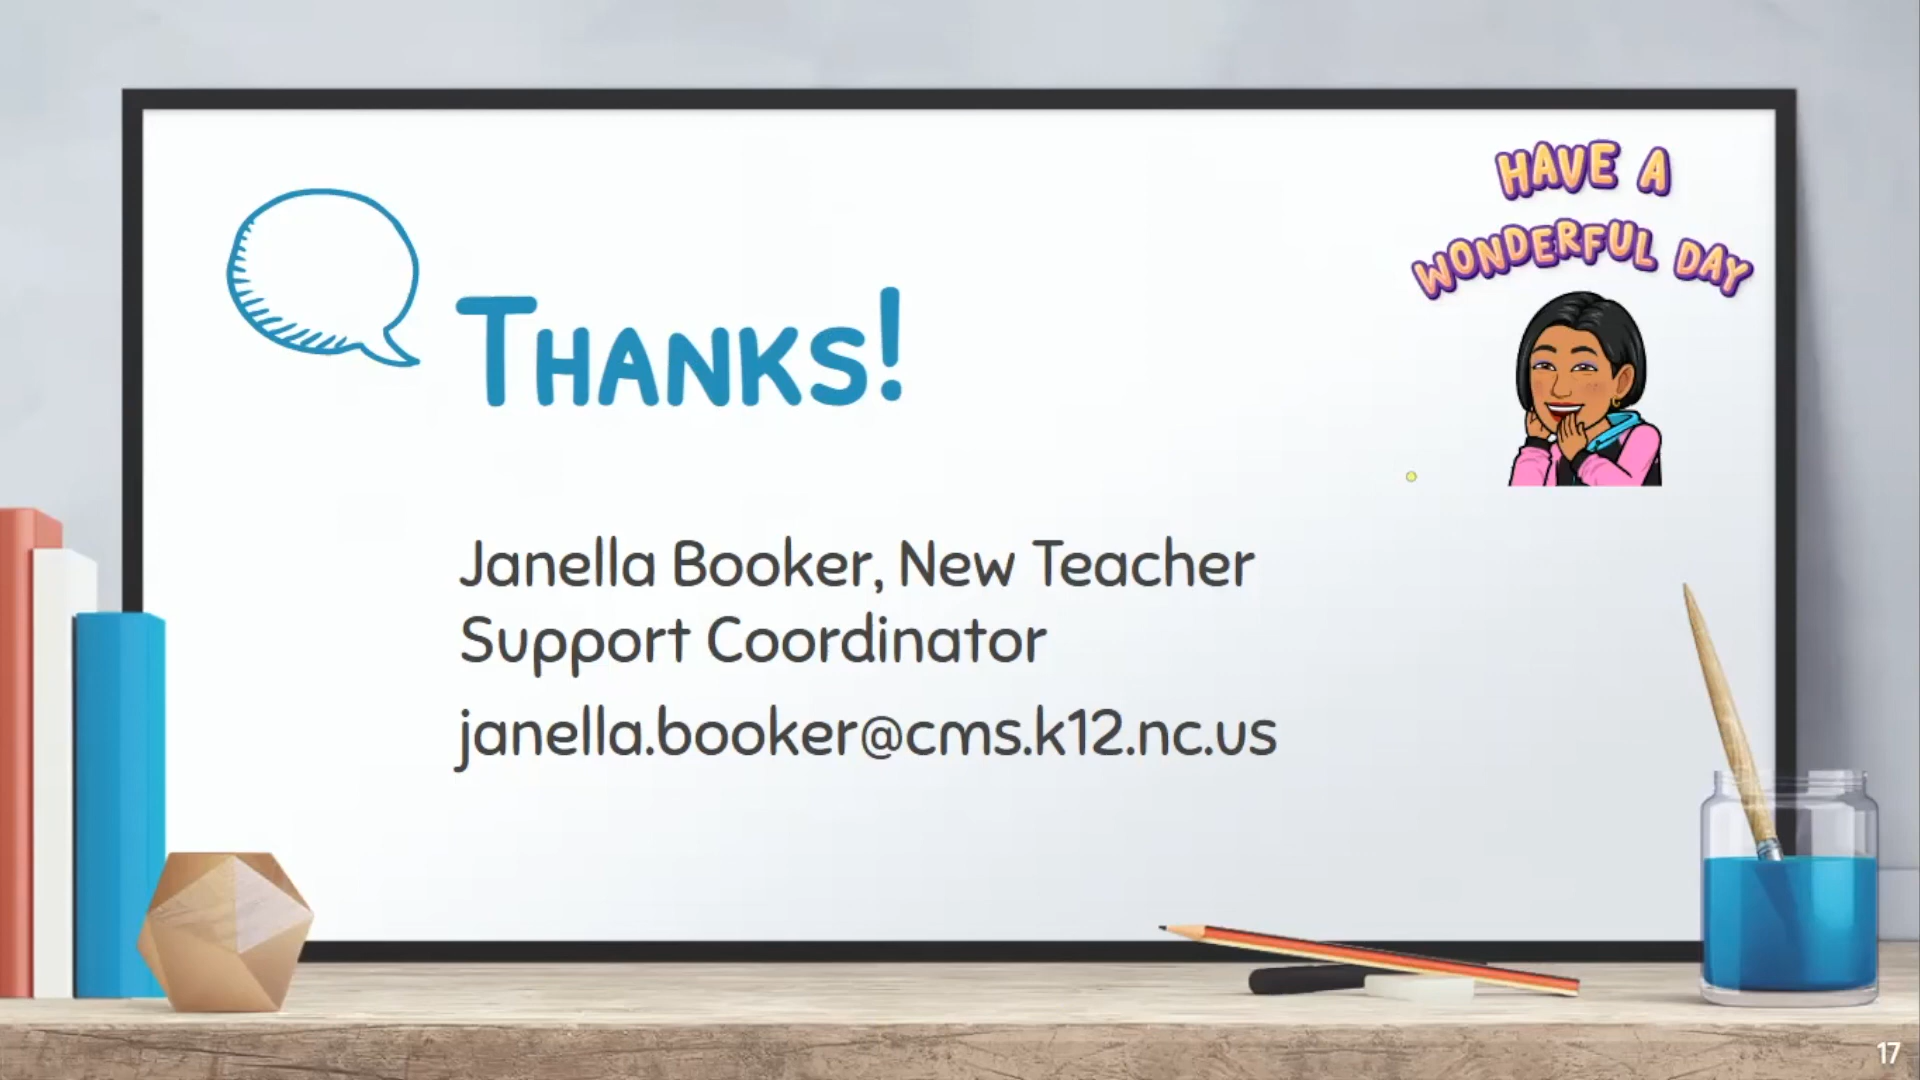 HAVE A
WONDERFUL DAY
THANKS!
Janella Booker, New Teacher
Support Coordinator
janella.booker@cms.k12.nc.us
17